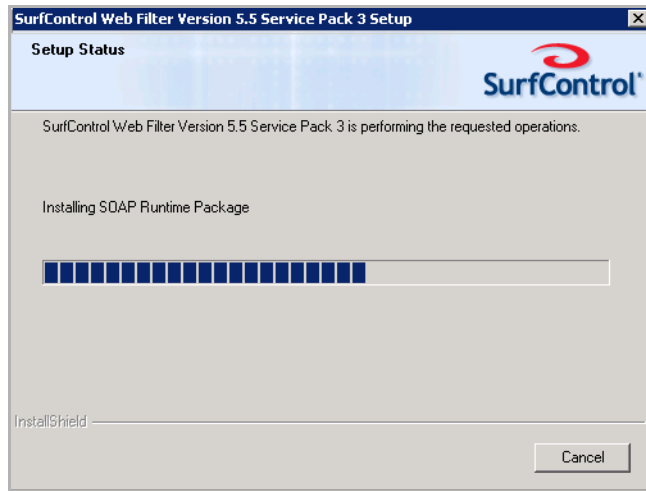 SurfControl Web Filter Version 5.5 Service Pack 3 Setup
Setup Status
SurfControl
SurfControl Web Filter Version 5.5 Service Pack 3 is performing the requested operations.
Installing SOAP Runtime Package
InstallShield
Cancel